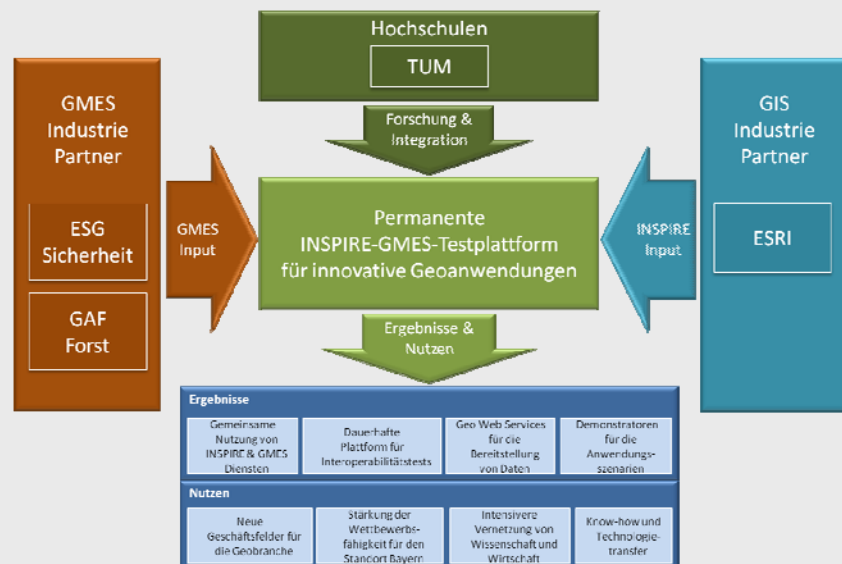 Hochschulen
TUM
Forschung &
Integration
GMES
Industrie
Partner
ESG
Sicherheit
GAF
Forst
GMES
Input
Permanente
INSPIRE-GMES-Testplattform
für innovative Geoanwendungen
INSPIRE
Input
GIS
Industrie
Partner
ESRI
Ergebnisse &
Nutzen
Ergebnisse
Gemeinsame
Nutzung von
INSPIRE & GMES
Diensten
Dauerhafte
Plattform für
Interoperabilitätstests
Geo Web Services
für die
Bereitstellung
von Daten
Demonstratoren
für die
Anwendungs-
szenarien
Nutzen
Neue
Geschäftsfelder für
die Geobranche
Stärkung der
Wettbewerbs-
fähigkeit für den
Standort Bayern
Intensivere
Vernetzung von
Wissenschaft und
Wirtschaft
Know-how und
Technologie-
transfer